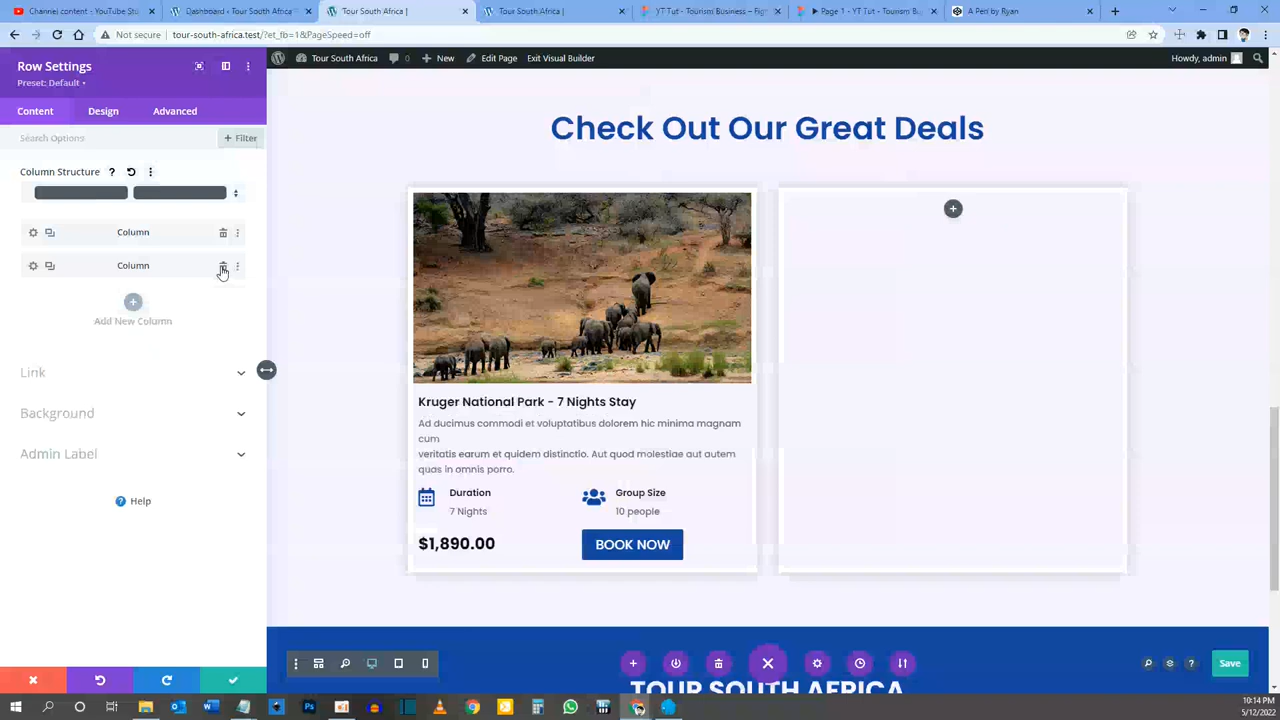 Channel content - YouTube Stu
Dashboard ‹ Tour South Africa
Tour South Africa |
Tour South Africa |
YT Tut - Tourism Business – Figm
Page 1 - YT Tut - Tourism Busin
A Pen by Ryan
Not secure | tour-south-africa.test/?et_fb=1&PageSpeed=off
Row Settings
Preset: Default
Tour South Africa
0
New
Edit Page
Exit Visual Builder
Howdy, admin
Content
Design
Advanced
Search Options
+ Filter
Column Structure
Column
Column
Add New Column
Link
Background
Admin Label
Help
Check Out Our Great Deals
Kruger National Park - 7 Nights Stay
Ad ducimus commodi et voluptatibus dolorem hic minima magnam
cum
veritatis earum et quidem distinctio. Aut quod molestiae aut autem
quas in omnis porro.
Duration
7 Nights
Group Size
10 people
$1,890.00
BOOK NOW
Save
TOUR SOUTH AFRICA
10:14 PM
5/12/2022